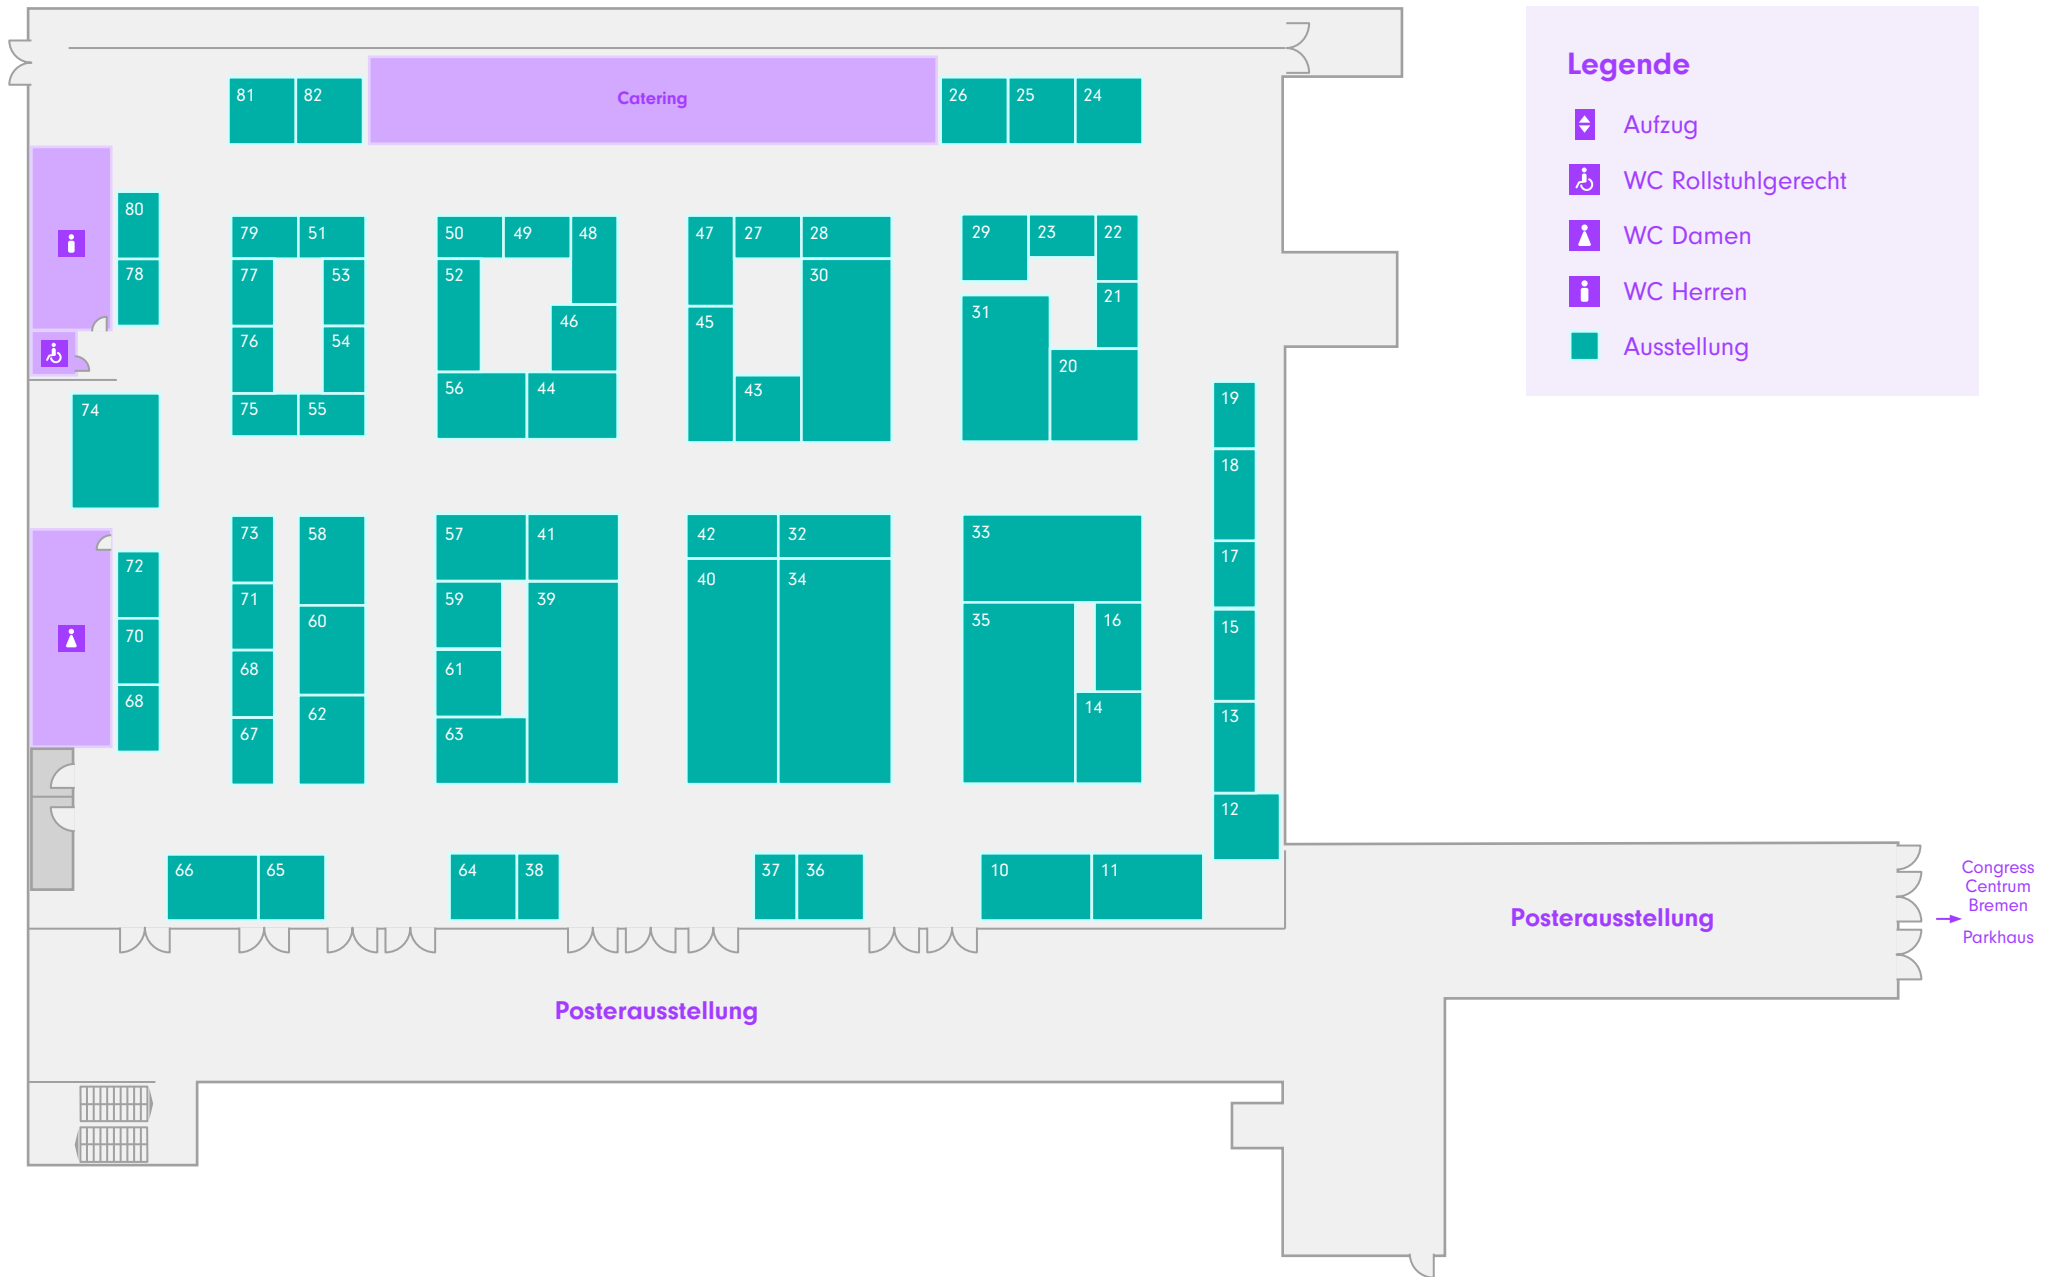 Legende
Aufzug
WC Rollstuhlgerecht
WC Damen
WC Herren
Ausstellung
81 82 Catering 26 25 24
80
78
79 51 50 49 48 47 27 28 29 23 22
77 53 52 30
21
31
46 45
76 54
20
56 44 43
19
75 55
74
18
73 58 57 41 42 32 33
17
72
40 34
71 59 39
60 35 16
15
70
68 61
68
62 14
13
67 63
12
66 65 64 38 37 36 10 11
Congress
Centrum
Bremen
Parkhaus
Posterausstellung
Posterausstellung